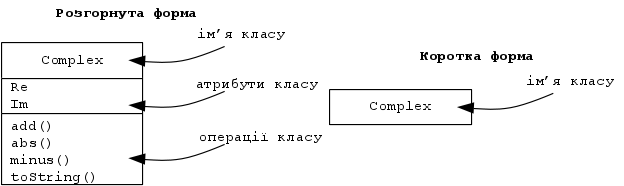 Розгорнута форма
ім'я класу
Complex
атрибути класу
Re
Im
операції класу
add()
abs()
minus()
toString()
Коротка форма
ім'я класу
Complex